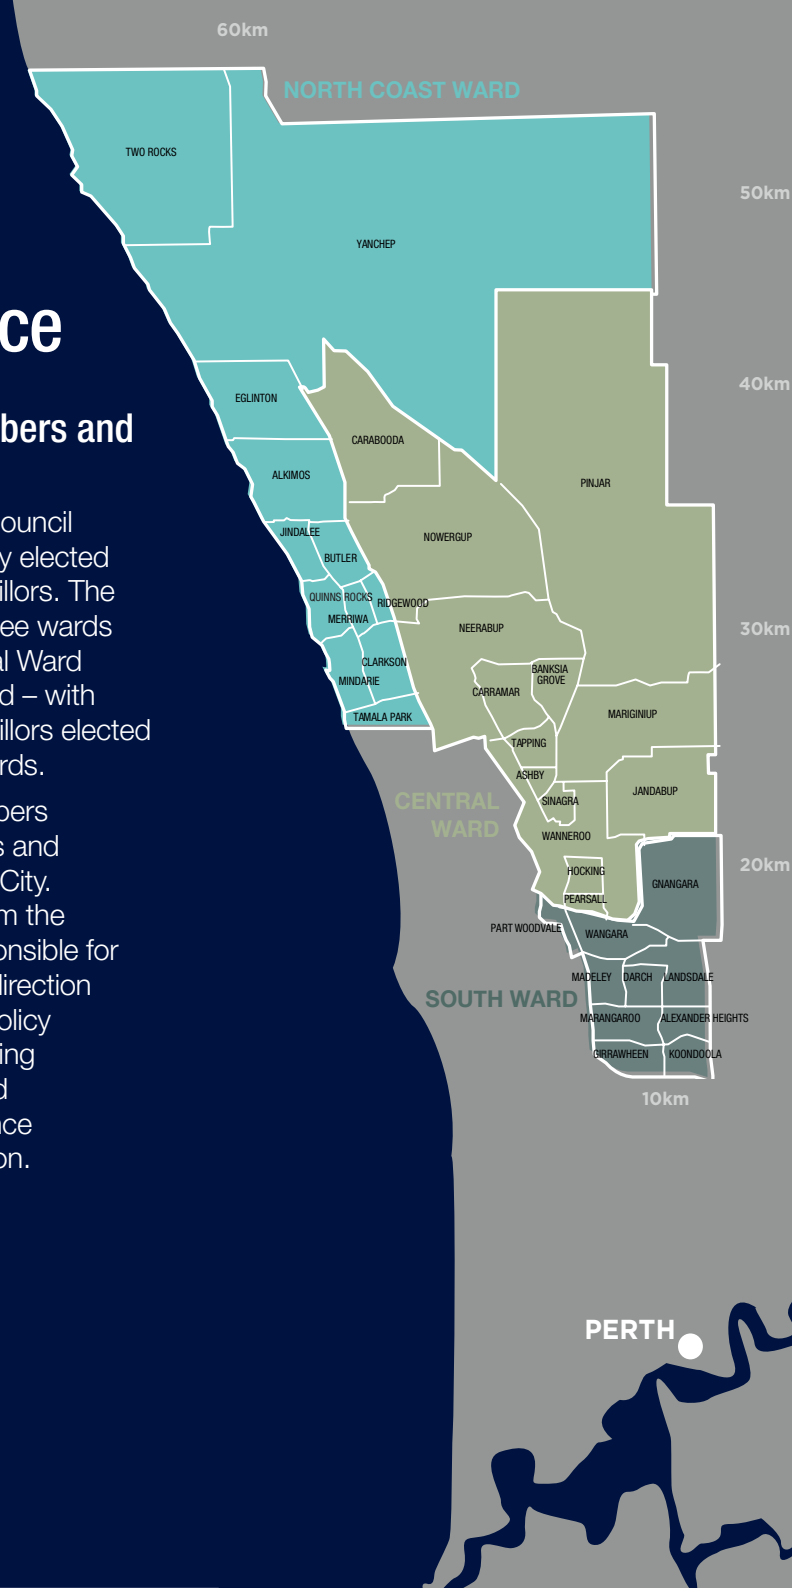 60km
NORTH COAST WARD
TWO ROCKS
50km
YANCHEP
ce
40km
EGLINTON
bers and
CARABOODA
ALKIMOS
PINJAR
ouncil
JINDALEE
NOWERGUP
y elected
BUTLER
illors. The
QUINNS ROCKS
RIDGEWOOD
MERRIWA
ee wards
NEERABUP
30km
al Ward
CLARKSON
BANKSIA
GROVE
MINDARIE
CARRAMAR
d – with
TAMALA PARK
MARIGINIUP
illors elected
TAPPING
rds.
ASHBY
JANDABUP
CENTRAL
WARD
SINAGRA
bers
WANNEROO
s and
20km
HOCKING
City.
GNANGARA
PEARSALL
m the
PART WOODVALE
WANGARA
onsible for
MADELEY
DARCH
LANDSDALE
direction
SOUTH WARD
MARANGAROO
ALEXANDER HEIGHTS
olicy
GIRRAWHEEN
KOONDOOLA
ing
d
10km
nce
on.
PERTH